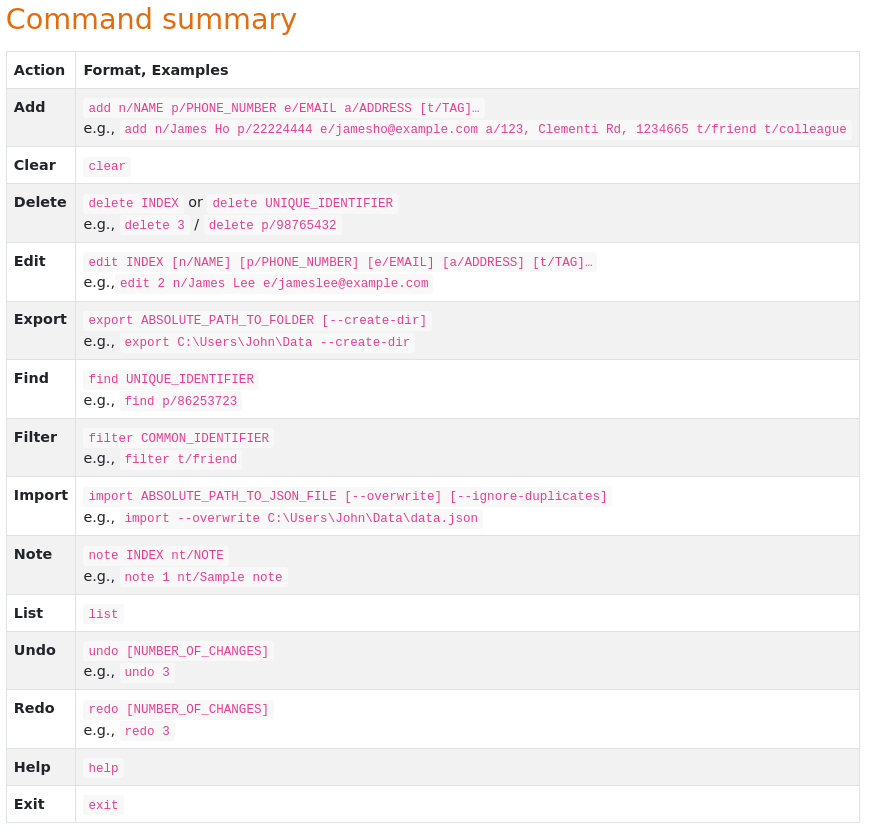 Command summary
Action Format, Examples
Add add n/NAME p/PHONE_NUMBER e/EMAIL a/ADDRESS [t/TAG]…
e.g., add n/James Ho p/22224444 e/jamesho@example.com a/123, Clementi Rd, 1234665 t/friend t/colleague
Clear clear
Delete delete INDEX or delete UNIQUE_IDENTIFIER
e.g., delete 3 / delete p/98765432
Edit edit INDEX [n/NAME] [p/PHONE_NUMBER] [e/EMAIL] [a/ADDRESS] [t/TAG]…
e.g., edit 2 n/James Lee e/jameslee@example.com
Export export ABSOLUTE_PATH_TO_FOLDER [--create-dir]
e.g., export C:\Users\John\Data --create-dir
Find find UNIQUE_IDENTIFIER
e.g., find p/86253723
Filter filter COMMON_IDENTIFIER
e.g., filter t/friend
Import import ABSOLUTE_PATH_TO_JSON_FILE [--overwrite] [--ignore-duplicates]
e.g., import --overwrite C:\Users\John\Data\data.json
Note note INDEX nt/NOTE
e.g., note 1 nt/Sample note
List list
Undo undo [NUMBER_OF_CHANGES]
e.g., undo 3
Redo redo [NUMBER_OF_CHANGES]
e.g., redo 3
Help help
Exit exit